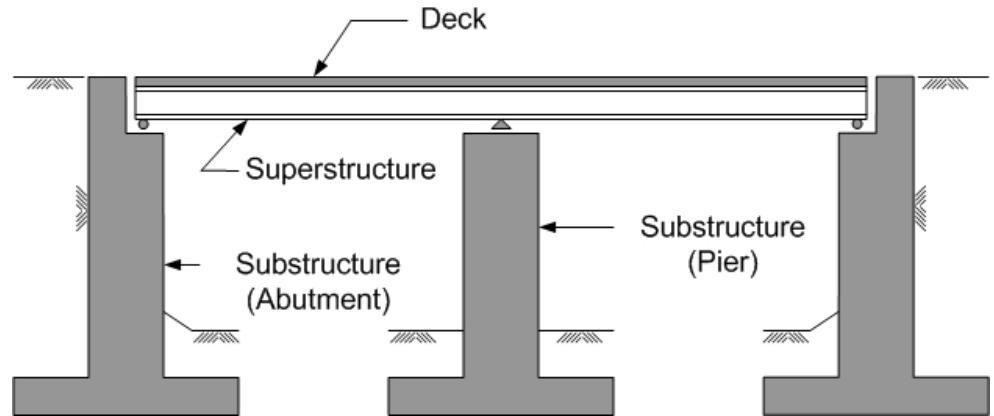 Deck
Superstructure
Substructure
(Pier)
Substructure
(Abutment)